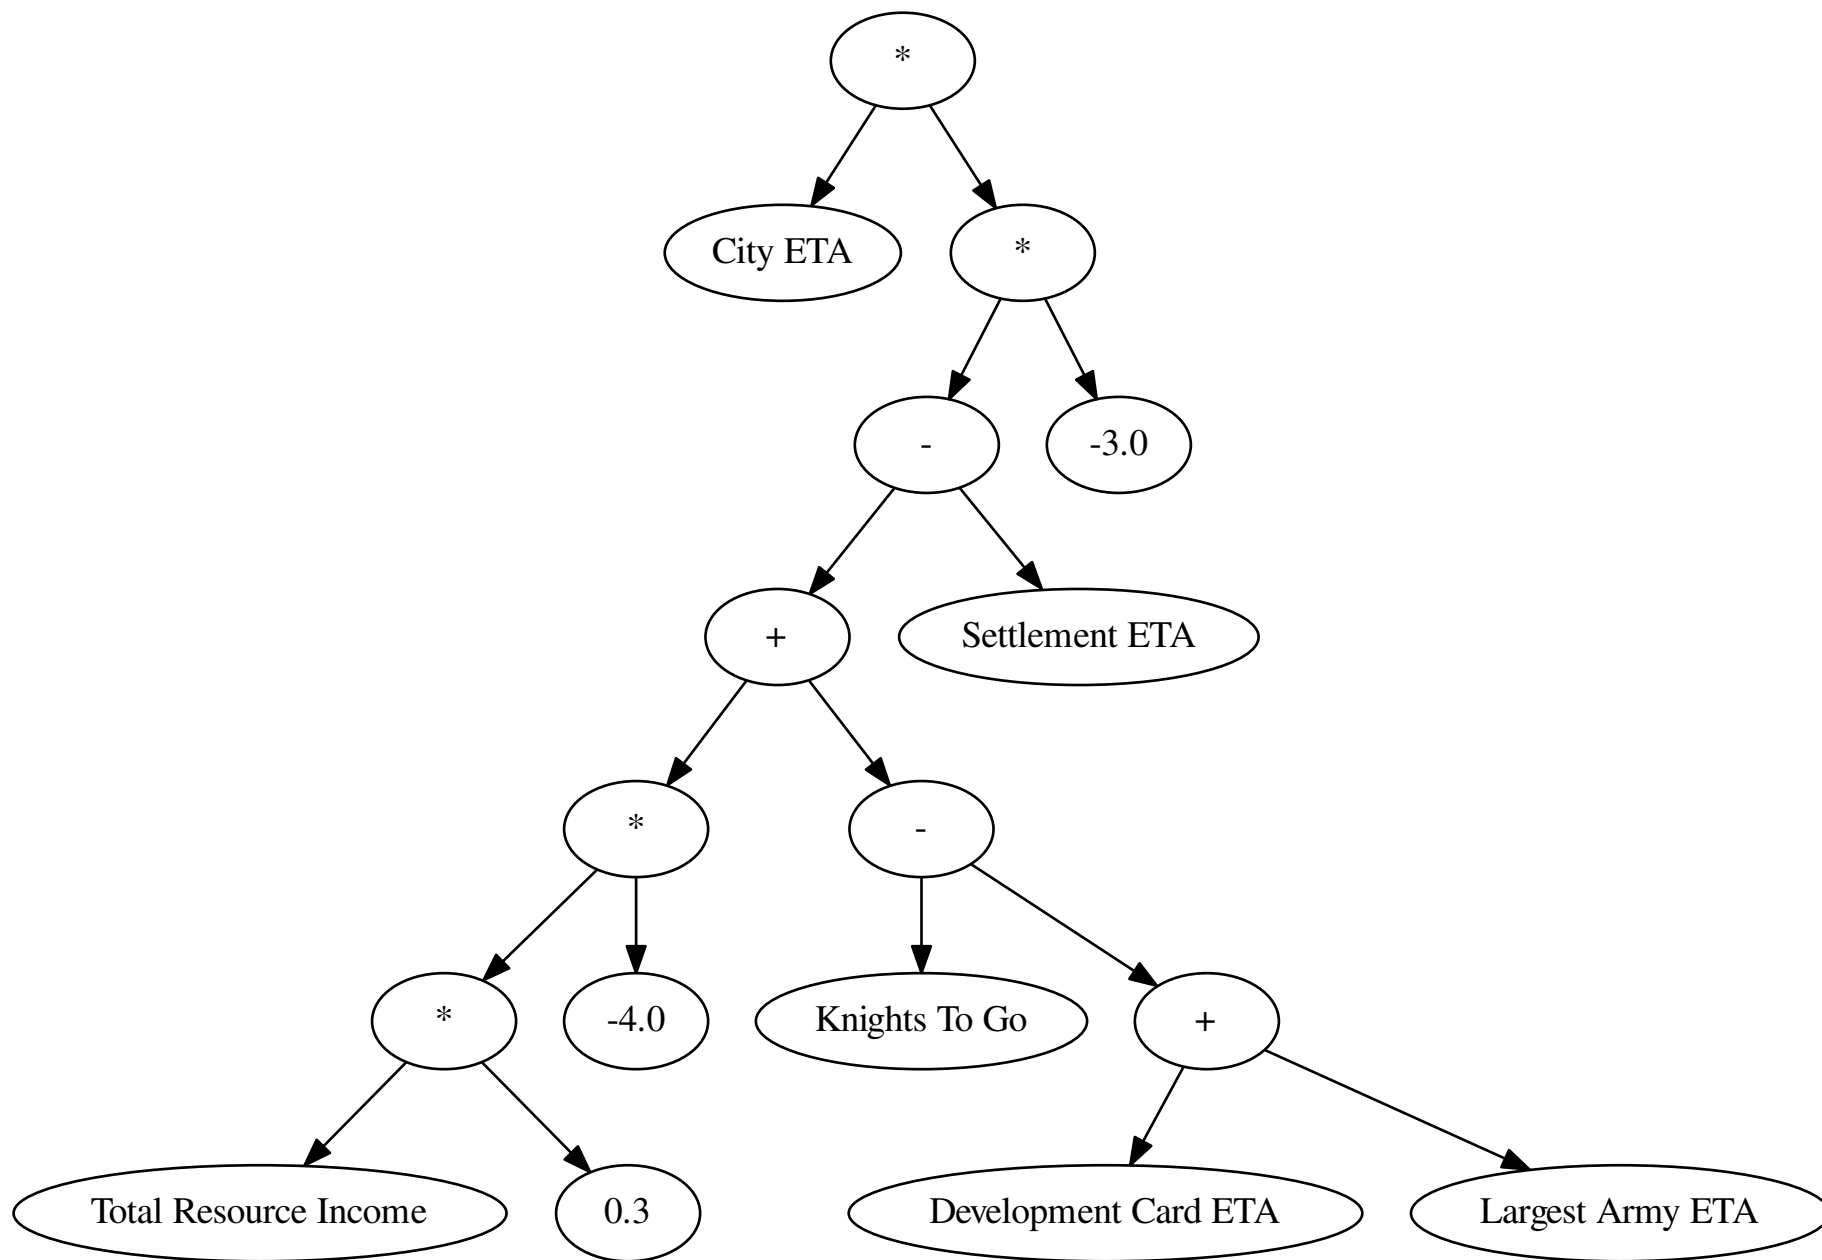 *
City ETA
*
-
-3.0
+
Settlement ETA
*
-
*
-4.0
Knights To Go
+
Total Resource Income
0.3
Development Card ETA
Largest Army ETA